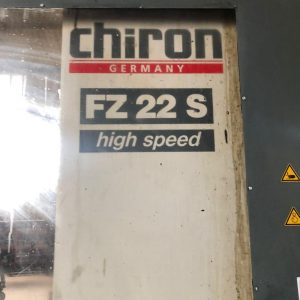 chiron
GERMANY
FZ 22 S
high speed